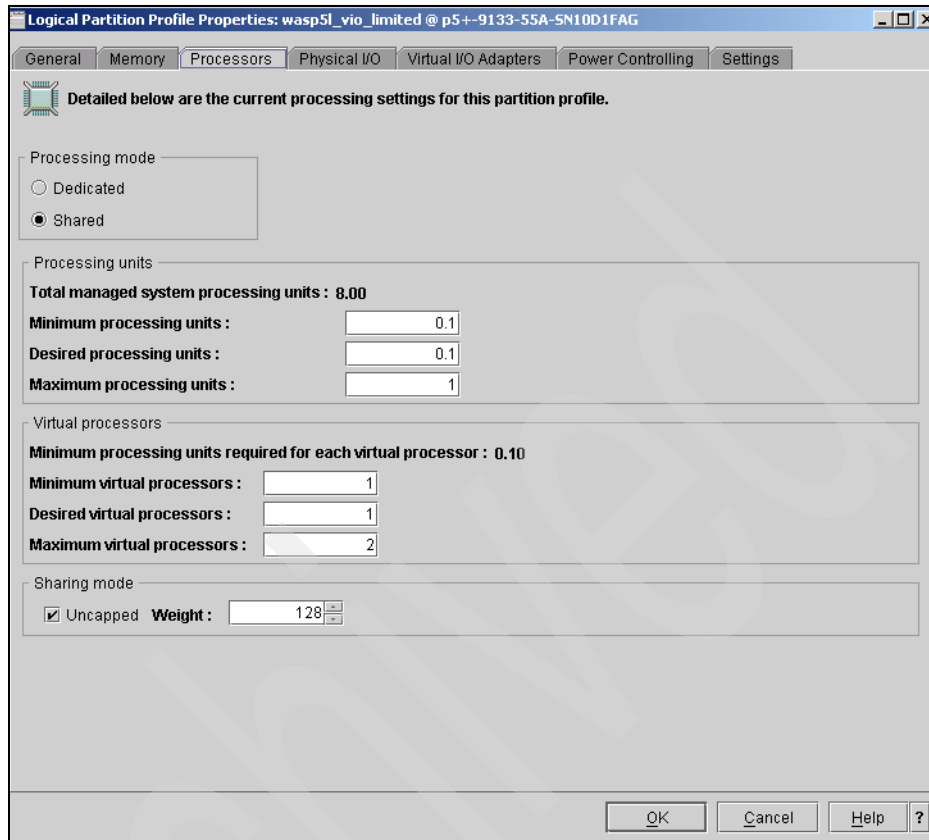 Logical Partition Profile Properties: wasp5l_vio_limited @ p5+-9133-55A-SN10D1FAG
General Memory Processors Physical I/O Virtual I/O Adapters Power Controlling Settings
Detailed below are the current processing settings for this partition profile.
Processing mode
Dedicated
Shared
Processing units
Total managed system processing units : 8.00
Minimum processing units : 0.1
Desired processing units : 0.1
Maximum processing units : 1
Virtual processors
Minimum processing units required for each virtual processor : 0.10
Minimum virtual processors : 1
Desired virtual processors : 1
Maximum virtual processors : 2
Sharing mode
Uncapped Weight : 128
OK Cancel Help ?